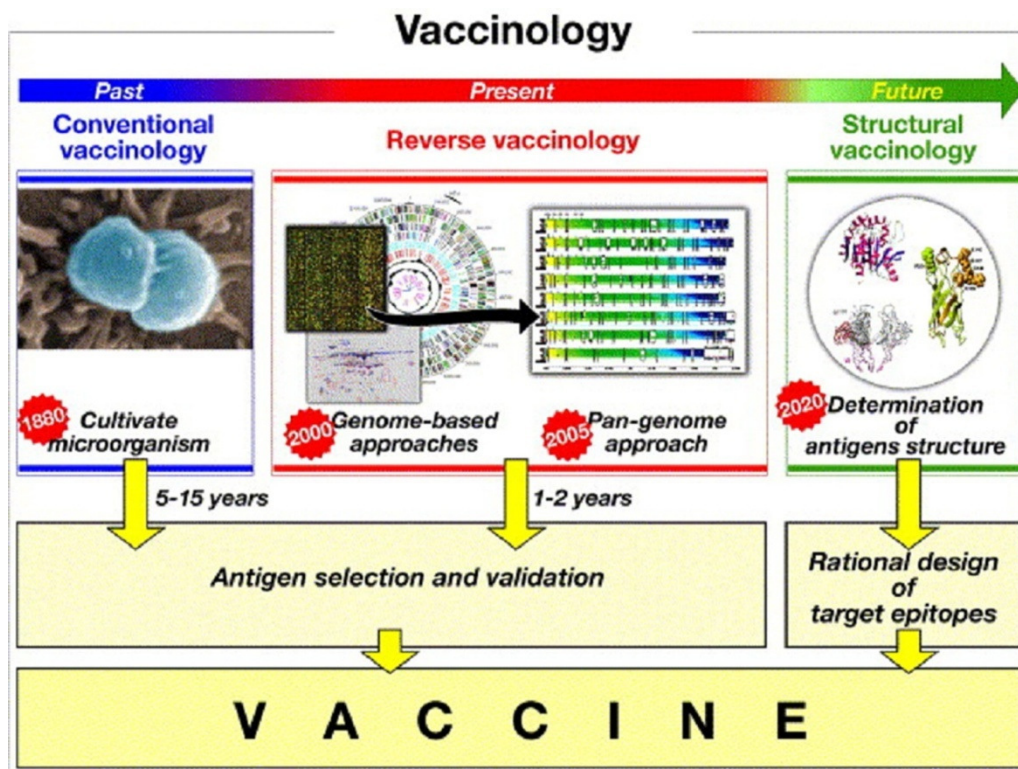 Vaccinology
Past
Present
Future
Conventional
vaccinology
Reverse vaccinology
Structural
vaccinology
1880
Cultivate
microorganism
2000
Genome-based
approaches
2005
Pan-genome
approach
2020
Determination
of
antigens structure
5-15 years
1-2 years
Antigen selection and validation
Rational design
of
target epitopes
VACCINE